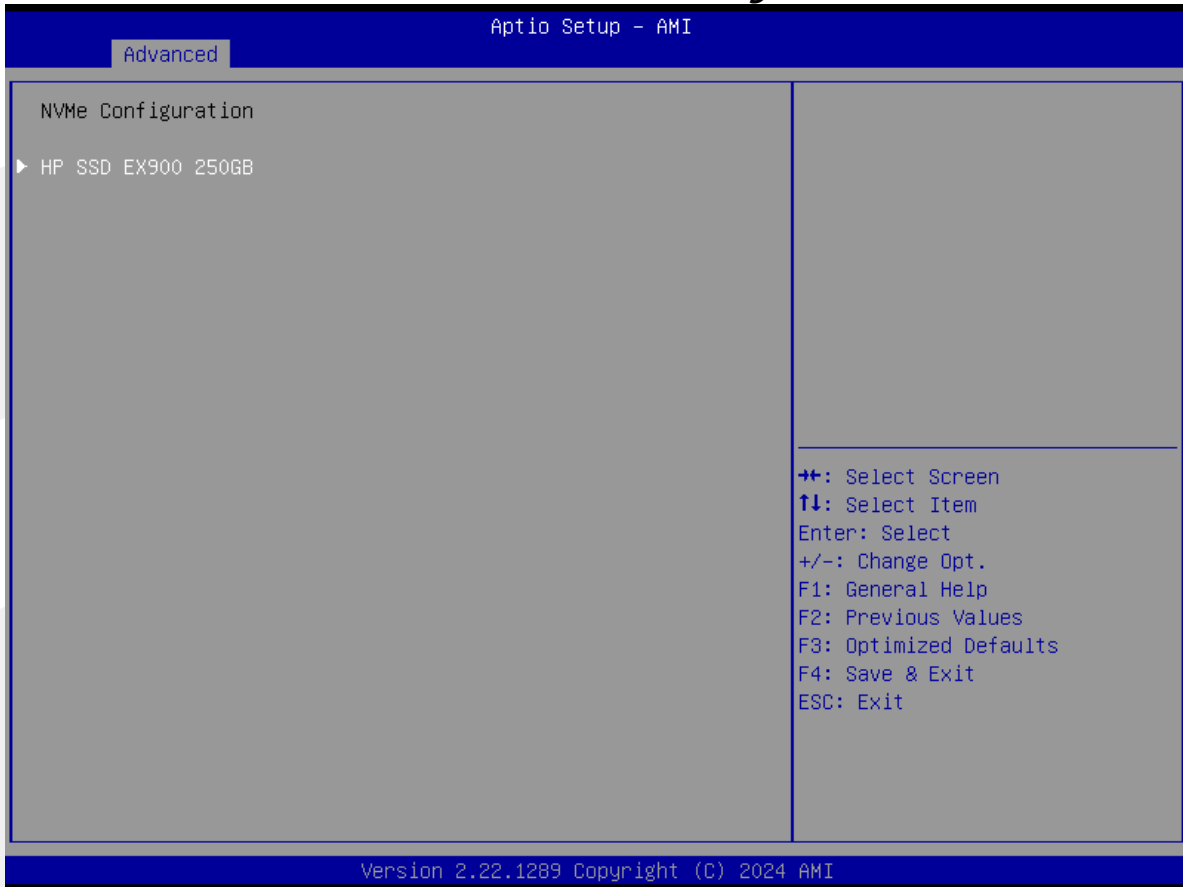 Aptio Setup – AMI
Advanced
NVMe Configuration
► HP SSD EX900 250GB
→←: Select Screen
↑↓: Select Item
Enter: Select
+/-: Change Opt.
F1: General Help
F2: Previous Values
F3: Optimized Defaults
F4: Save & Exit
ESC: Exit
Version 2.22.1289 Copyright (C) 2024 AMI